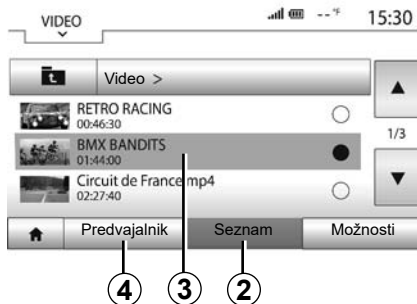 VIDEO
--°F
15:30
Video >
RETRO RACING
00:46:30
1/3
BMX BANDITS
01:44:00
Circuit de France mp4
02:27:40
Predvajalnik
Seznam
Možnosti
4
3
2